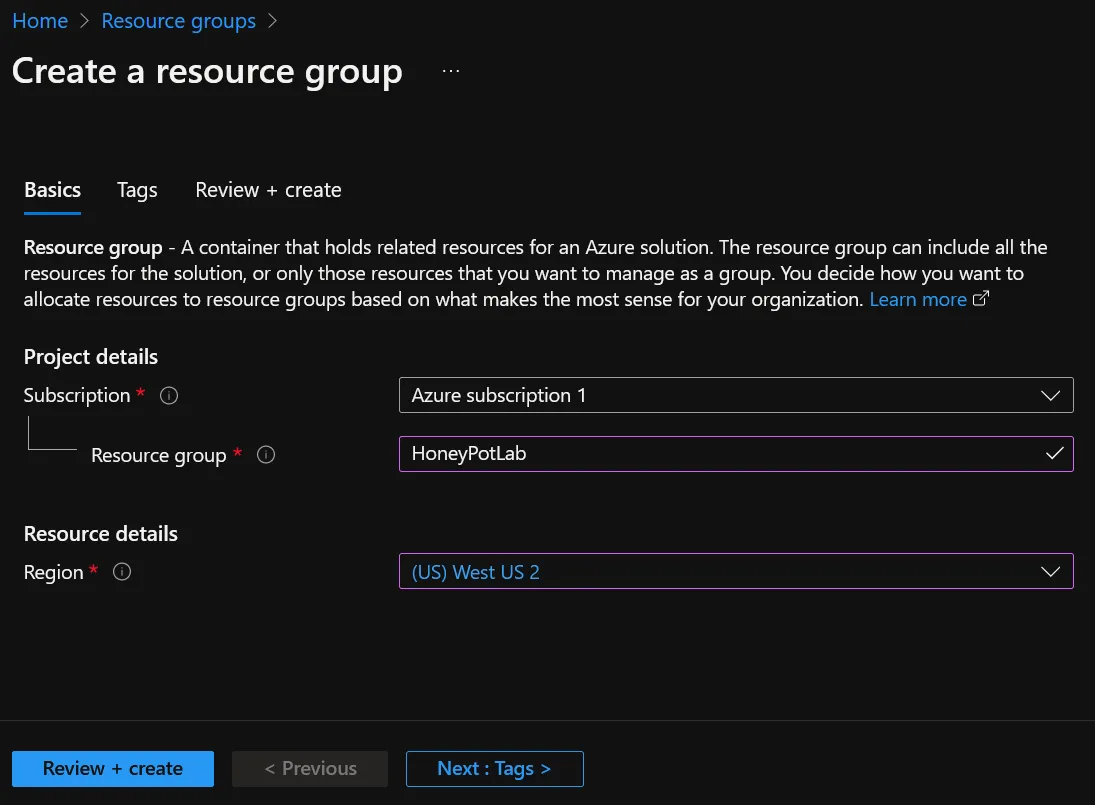 Home > Resource groups >
Create a resource group ...
Basics Tags Review + create
Resource group - A container that holds related resources for an Azure solution. The resource group can include all the
resources for the solution, or only those resources that you want to manage as a group. You decide how you want to
allocate resources to resource groups based on what makes the most sense for your organization. Learn more
Project details
Subscription * Azure subscription 1
Resource group * HoneyPotLab
Resource details
Region * (US) West US 2
Review + create < Previous Next : Tags >